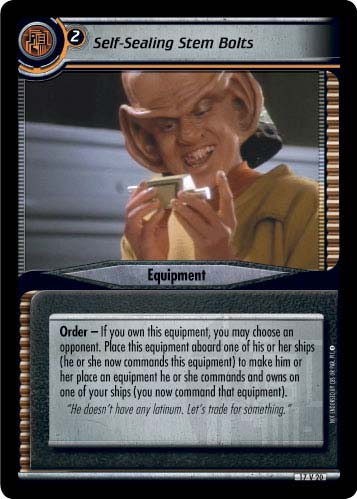 2 Self-Sealing Stem Bolts
Equipment
Order – If you own this equipment, you may choose an
opponent. Place this equipment aboard one of his or her ships
(he or she now commands this equipment) to make him or
her place an equipment he or she commands and owns on
one of your ships (you now command that equipment).
"He doesn't have any latinum. Let's trade for something."
17 V 20